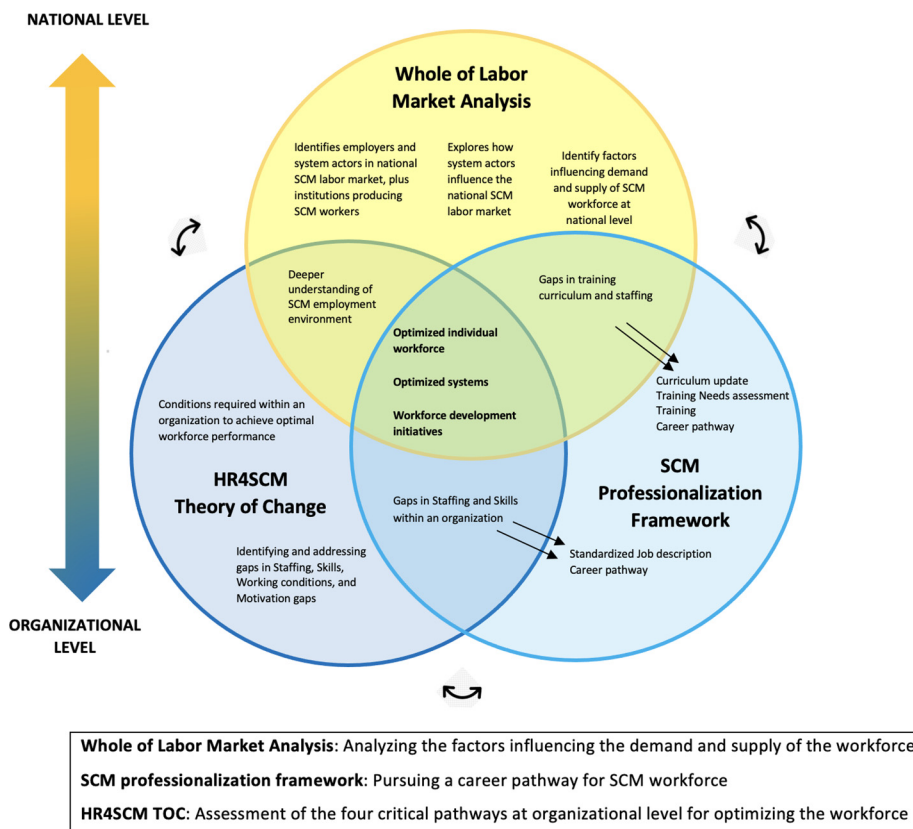 NATIONAL LEVEL
Whole of Labor
Market Analysis
Identifies employers and
system actors in national
SCM labor market, plus
institutions producing
SCM workers
Explores how
system actors
influence the
national SCM
labor market
Identify factors
influencing demand
and supply of SCM
workforce at
national level
Deeper
understanding of
SCM employment
environment
Gaps in training
curriculum and staffing
Optimized individual
workforce
Optimized systems
Workforce development
initiatives
Curriculum update
Training Needs assessment
Training
Career pathway
Conditions required within an
organization to achieve optimal
workforce performance
HR4SCM
Theory of Change
SCM
Professionalization
Framework
Gaps in Staffing and Skills
within an organization
Identifying and addressing
gaps in Staffing, Skills,
Working conditions, and
Motivation gaps
Standardized Job description
Career pathway
ORGANIZATIONAL
LEVEL
Whole of Labor Market Analysis: Analyzing the factors influencing the demand and supply of the workforce
SCM professionalization framework: Pursuing a career pathway for SCM workforce
HR4SCM TOC: Assessment of the four critical pathways at organizational level for optimizing the workforce